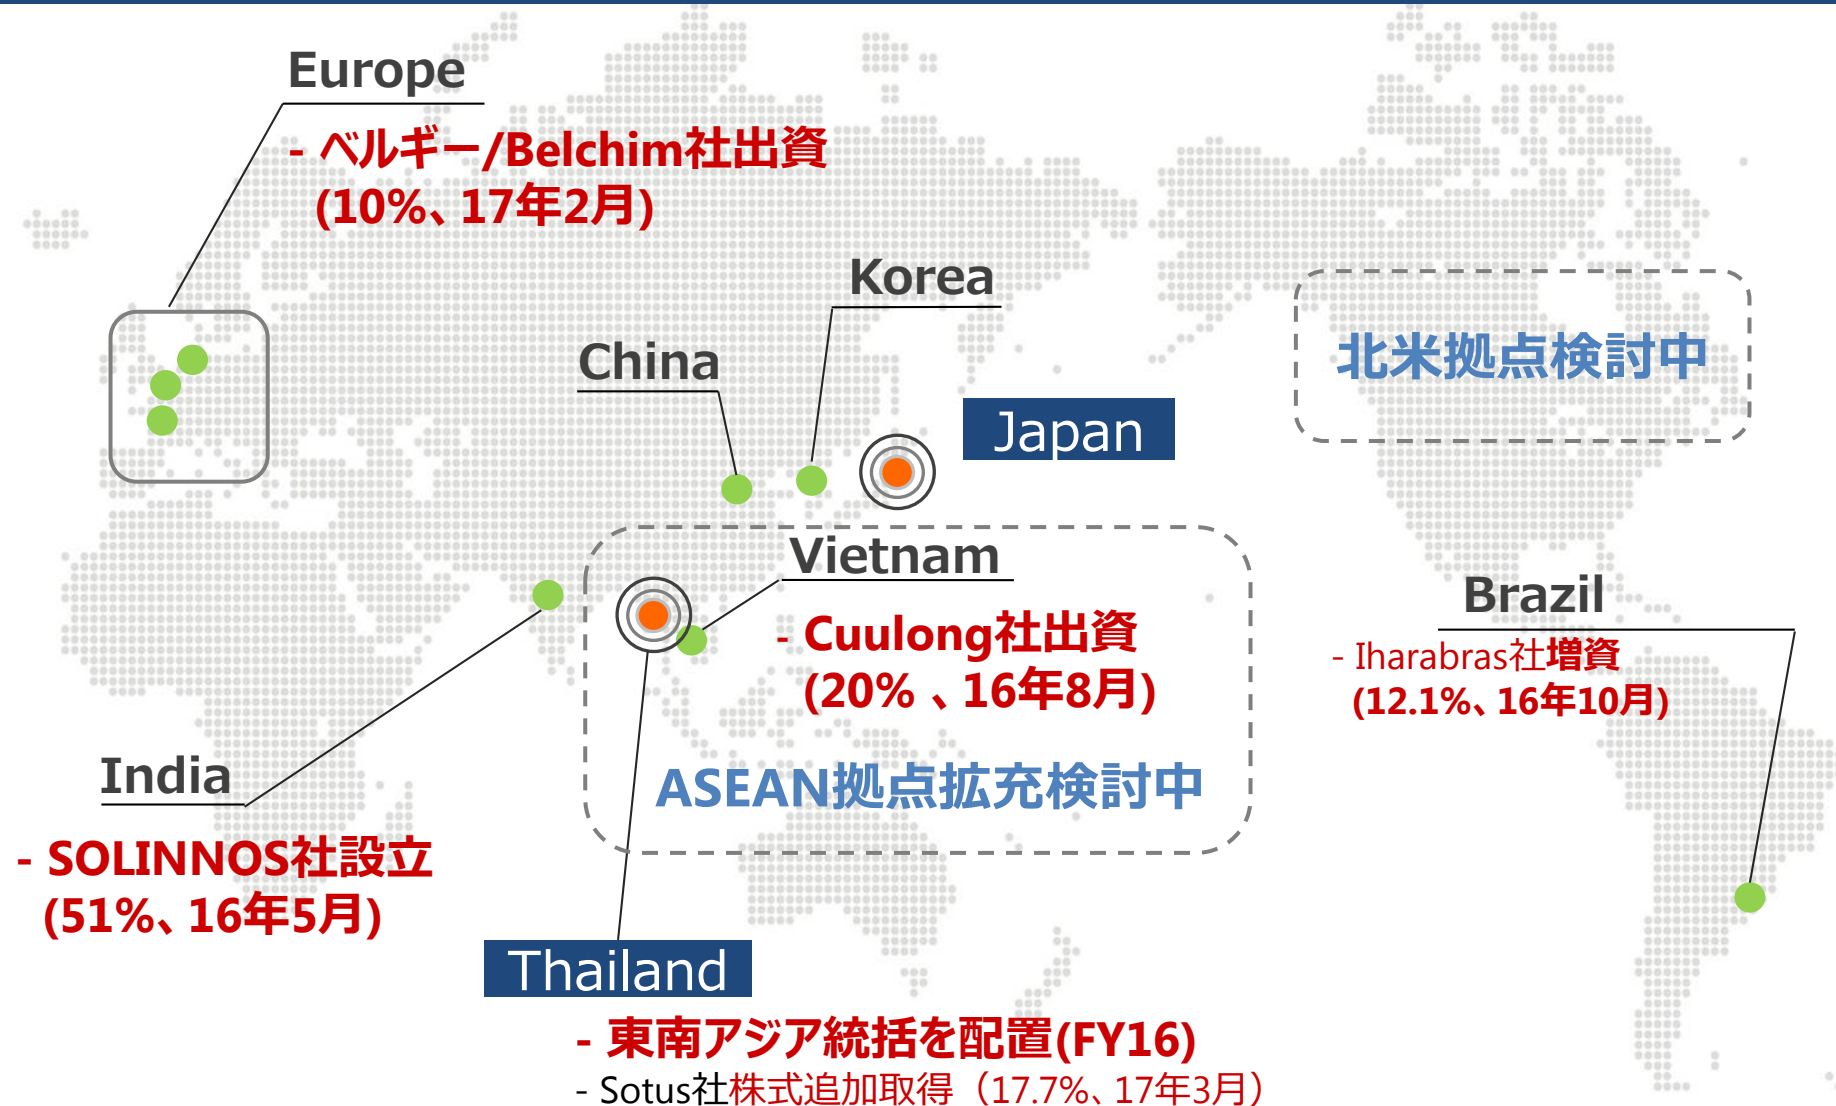 Europe
- ベルギー/Belchim社出資
(10%、17年2月)
Korea
China
Japan
北米拠点検討中
Vietnam
- Cuulong社出資
(20% 、16年8月)
ASEAN拠点拡充検討中
Brazil
- Iharabras社増資
(12.1%、16年10月)
India
- SOLINNOS社設立
(51%、16年5月)
Thailand
- 東南アジア統括を配置(FY16)
- Sotus社株式追加取得（17.7%、17年3月）